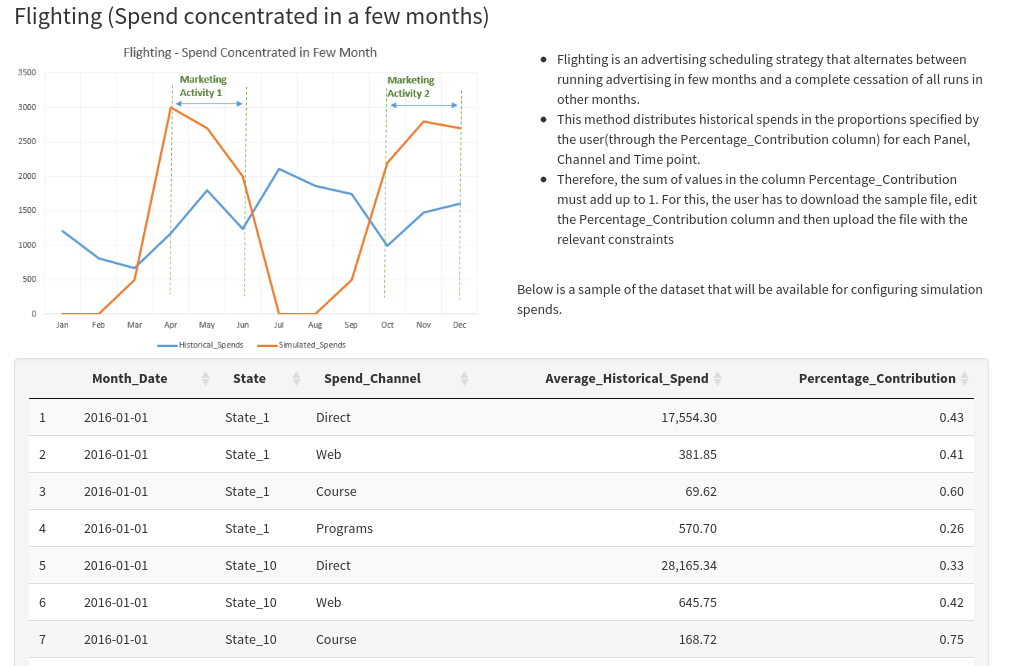 Flighting (Spend concentrated in a few months)
Flighting - Spend Concentrated in Few Month
3500
3000
2500
2000
1500
1000
500
0
Marketing
Activity 1
Marketing
Activity 2
Jan Feb Mar Apr May Jun Jul Aug Sep Oct Nov Dec
Historical_Spends Simulated_Spends
• Flighting is an advertising scheduling strategy that alternates between
running advertising in few months and a complete cessation of all runs in
other months.
• This method distributes historical spends in the proportions specified by
the user(through the Percentage_Contribution column) for each Panel,
Channel and Time point.
• Therefore, the sum of values in the column Percentage_Contribution
must add up to 1. For this, the user has to download the sample file, edit
the Percentage_Contribution column and then upload the file with the
relevant constraints
Below is a sample of the dataset that will be available for configuring simulation
spends.
Month_Date State Spend_Channel Average_Historical_Spend Percentage_Contribution
1 2016-01-01 State_1 Direct 17,554.30 0.43
2 2016-01-01 State_1 Web 381.85 0.41
3 2016-01-01 State_1 Course 69.62 0.60
4 2016-01-01 State_1 Programs 570.70 0.26
5 2016-01-01 State_10 Direct 28,165.34 0.33
6 2016-01-01 State_10 Web 645.75 0.42
7 2016-01-01 State_10 Course 168.72 0.75